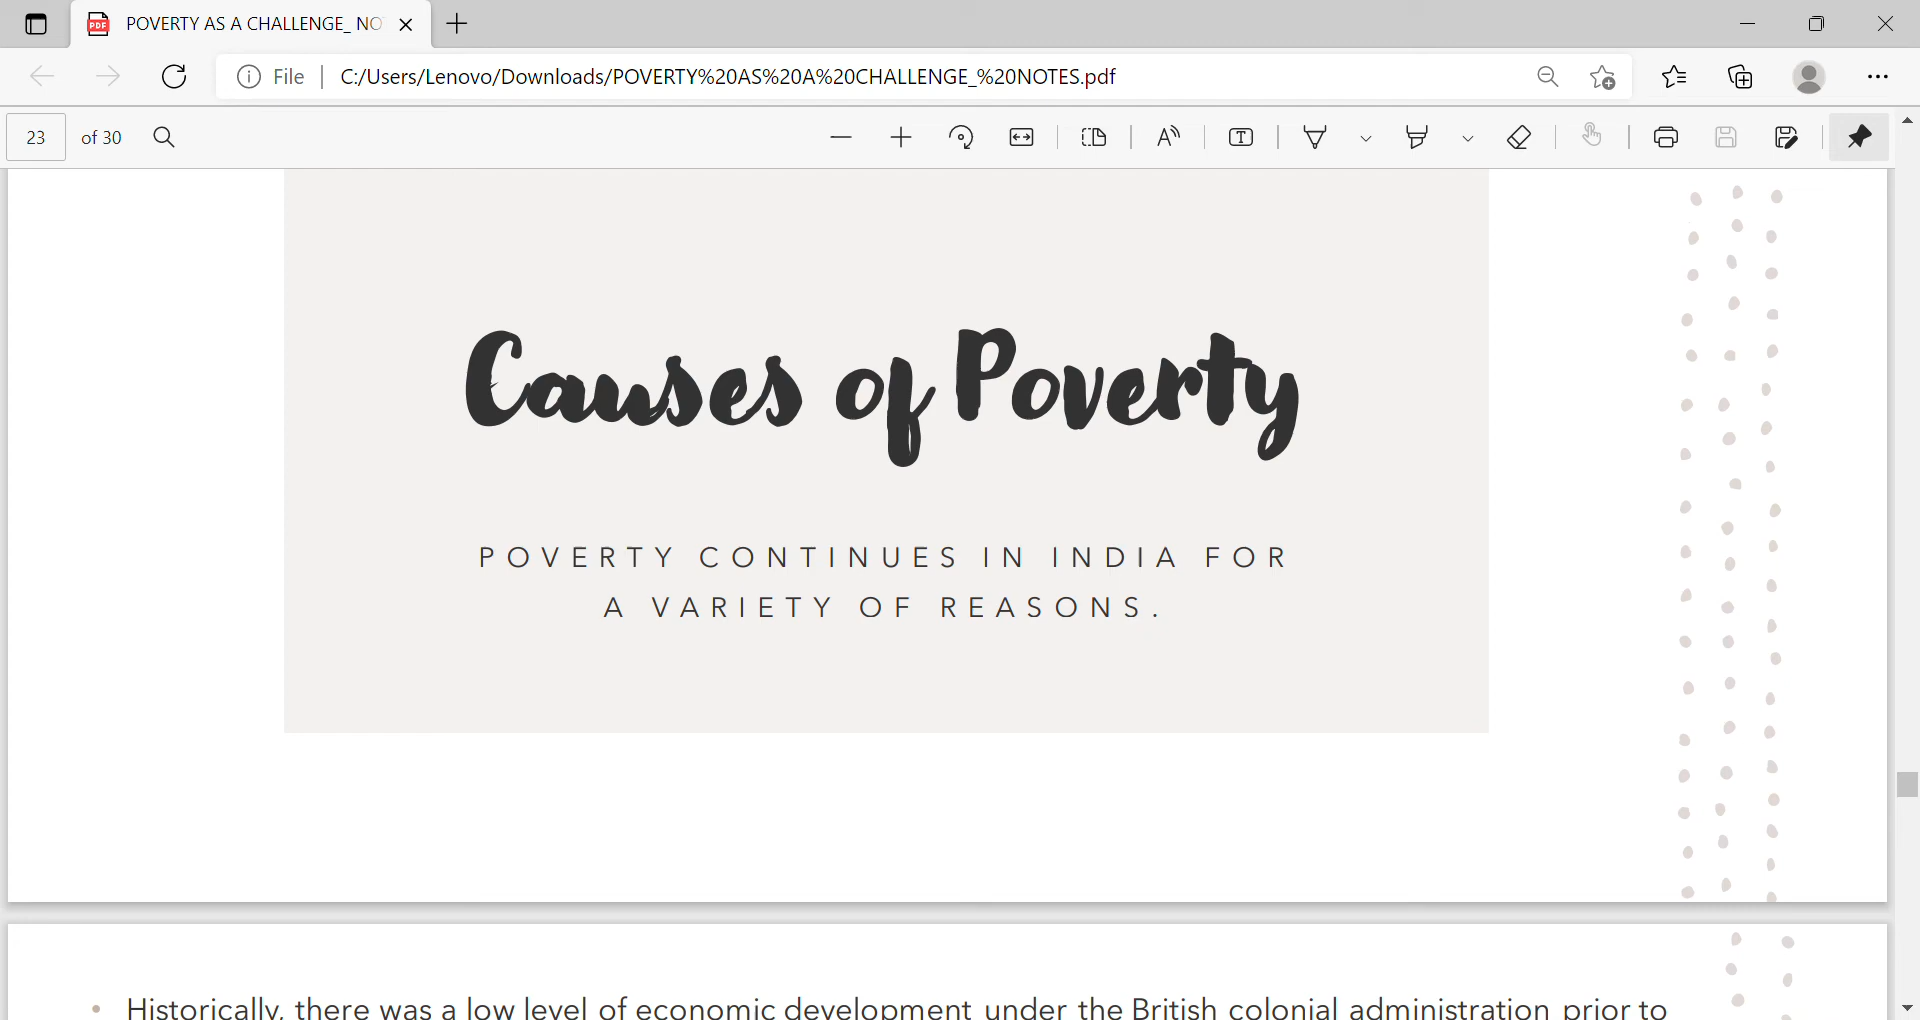 POVERTY AS A CHALLENGE_ NO
File
C:/Users/Lenovo/Downloads/POVERTY%20AS%20A%20CHALLENGE_%20NOTES.pdf
23 of 30
Causes of Poverty
POVERTY CONTINUES IN INDIA FOR
A VARIETY OF REASONS.
• Historically, there was a low level of economic development under the British colonial administration prior to